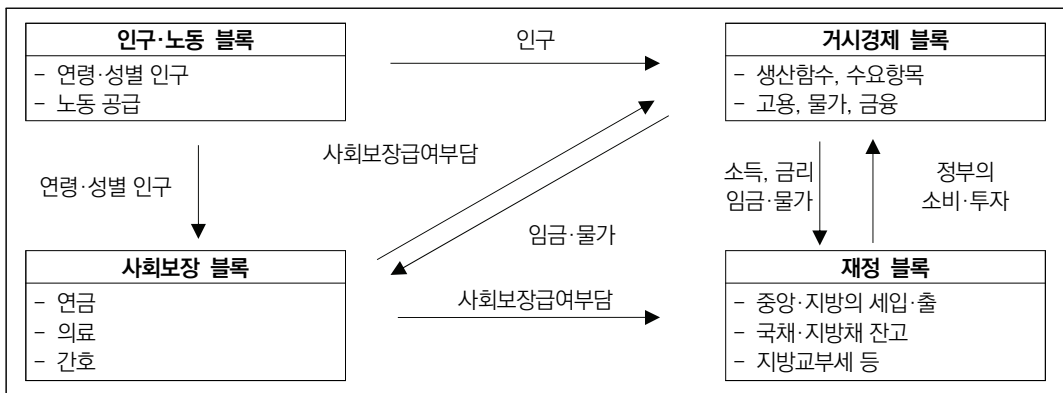 인구·노동 블록
- 연령·성별 인구
- 노동 공급
인구
거시경제 블록
- 생산함수, 수요항목
- 고용, 물가, 금융
연령·성별 인구
사회보장급여부담
임금·물가
소득, 금리
임금·물가
정부의
소비·투자
사회보장 블록
- 연금
- 의료
- 간호
사회보장급여부담
재정 블록
- 중앙·지방의 세입·출
- 국채·지방채 잔고
- 지방교부세 등